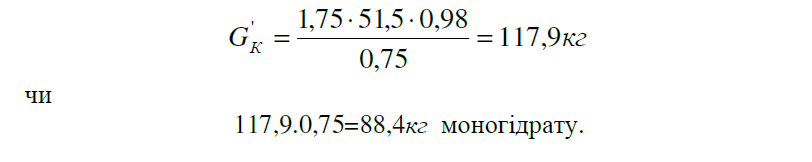 G'_К = 1,75·51,5·0,98 / 0,75 = 117,9кг
чи
117,9.0,75=88,4кг моногідрату.